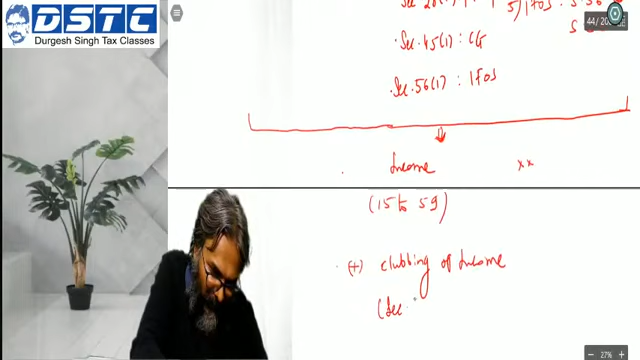 DSTC
Durgesh Singh Tax Classes
44/20
.Sec.45(1) : CG
.Sec.56(1) : IFOS
Income xx
(15 to 59)
(+) clubbing of Income
(Sec.
27%